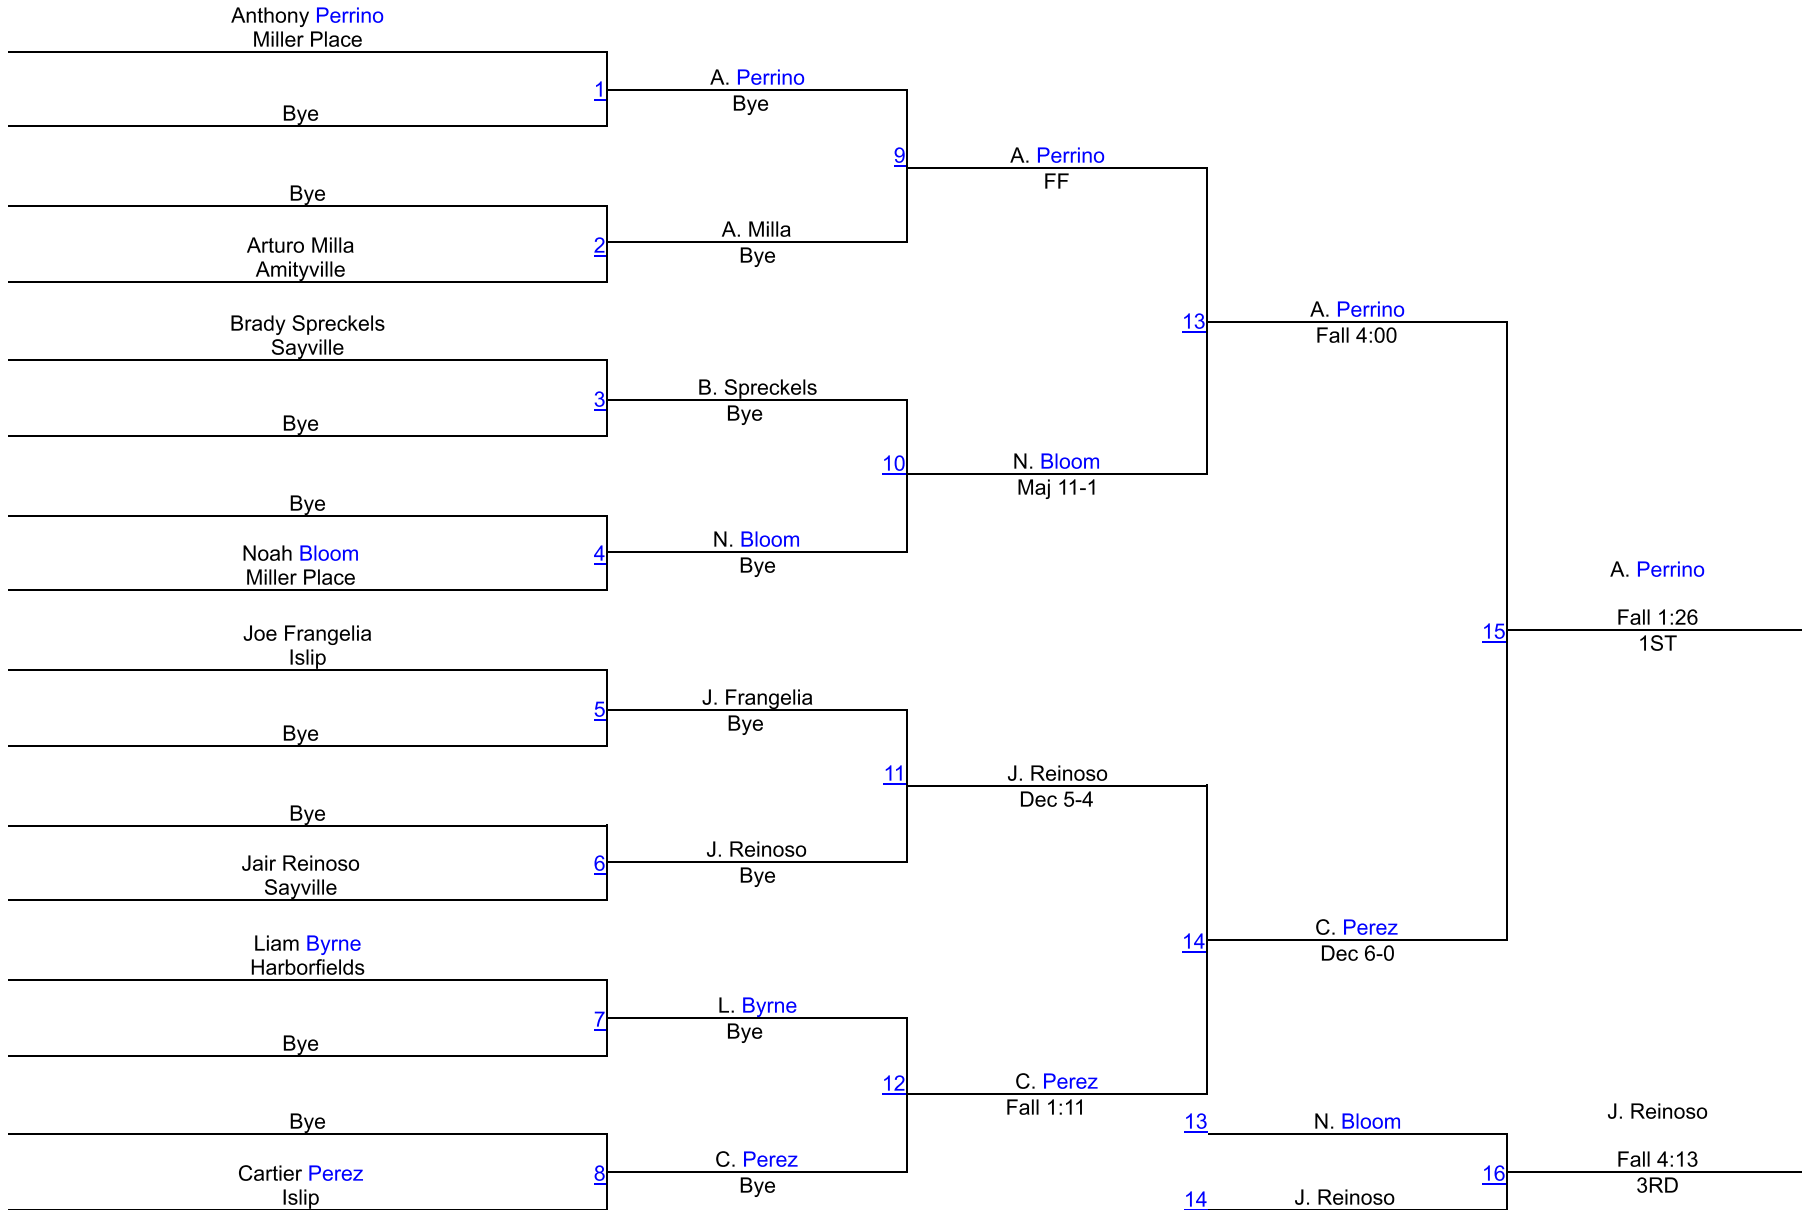 Anthony Perrino
Miller Place
1
Bye
A. Perrino
Bye
9
A. Perrino
FF
Bye
Arturo Milla
Amityville
2
A. Milla
Bye
13
A. Perrino
Fall 4:00
Brady Spreckels
Sayville
3
Bye
B. Spreckels
Bye
10
N. Bloom
Maj 11-1
Bye
Noah Bloom
Miller Place
4
N. Bloom
Bye
A. Perrino
Fall 1:26
1ST
15
Joe Frangelia
Islip
5
Bye
J. Frangelia
Bye
11
J. Reinoso
Dec 5-4
Bye
Jair Reinoso
Sayville
6
J. Reinoso
Bye
14
C. Perez
Dec 6-0
Liam Byrne
Harborfields
7
Bye
L. Byrne
Bye
12
C. Perez
Fall 1:11
Bye
Cartier Perez
Islip
8
C. Perez
Bye
13
N. Bloom
14
J. Reinoso
16
J. Reinoso
Fall 4:13
3RD